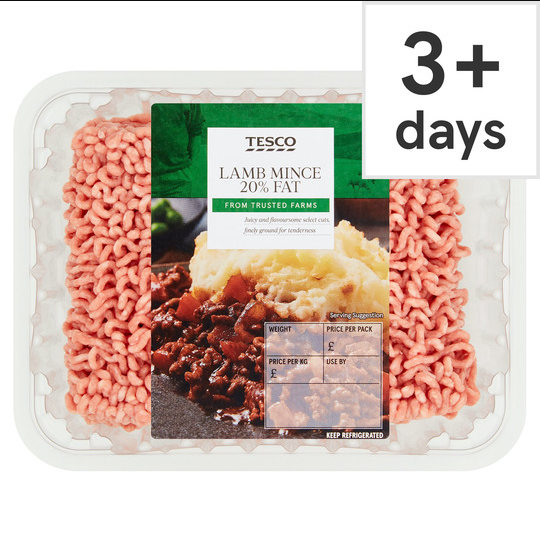 3+
days
TESCO
LAMB MINCE
20% FAT
FROM TRUSTED FARMS
Juicy and flavoursome select cuts,
finely ground for tenderness
Serving Suggestion
WEIGHT
PRICE PER PACK
£
PRICE PER KG
USE BY
£
KEEP REFRIGERATED